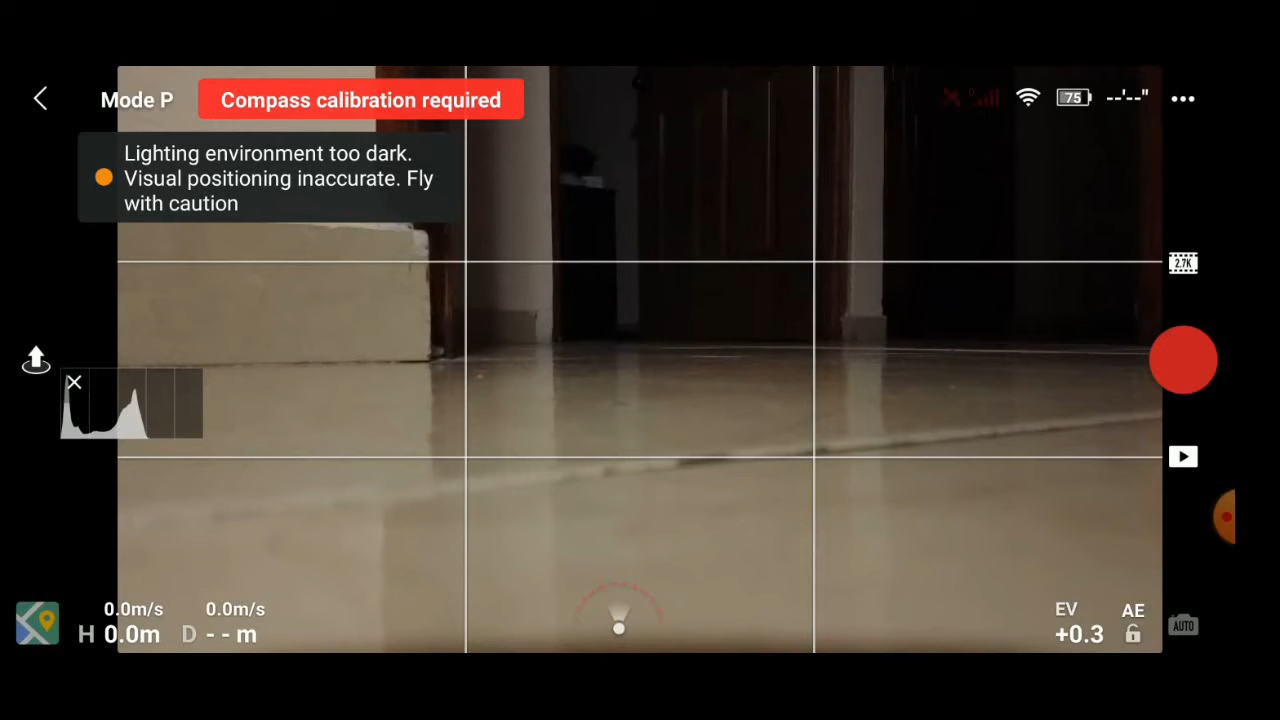 Mode P
Compass calibration required
75
--'--"
Lighting environment too dark.
Visual positioning inaccurate. Fly
with caution
2.7K
0.0m/s 0.0m/s
H 0.0m D - - m
EV AE
+0.3
AUTO